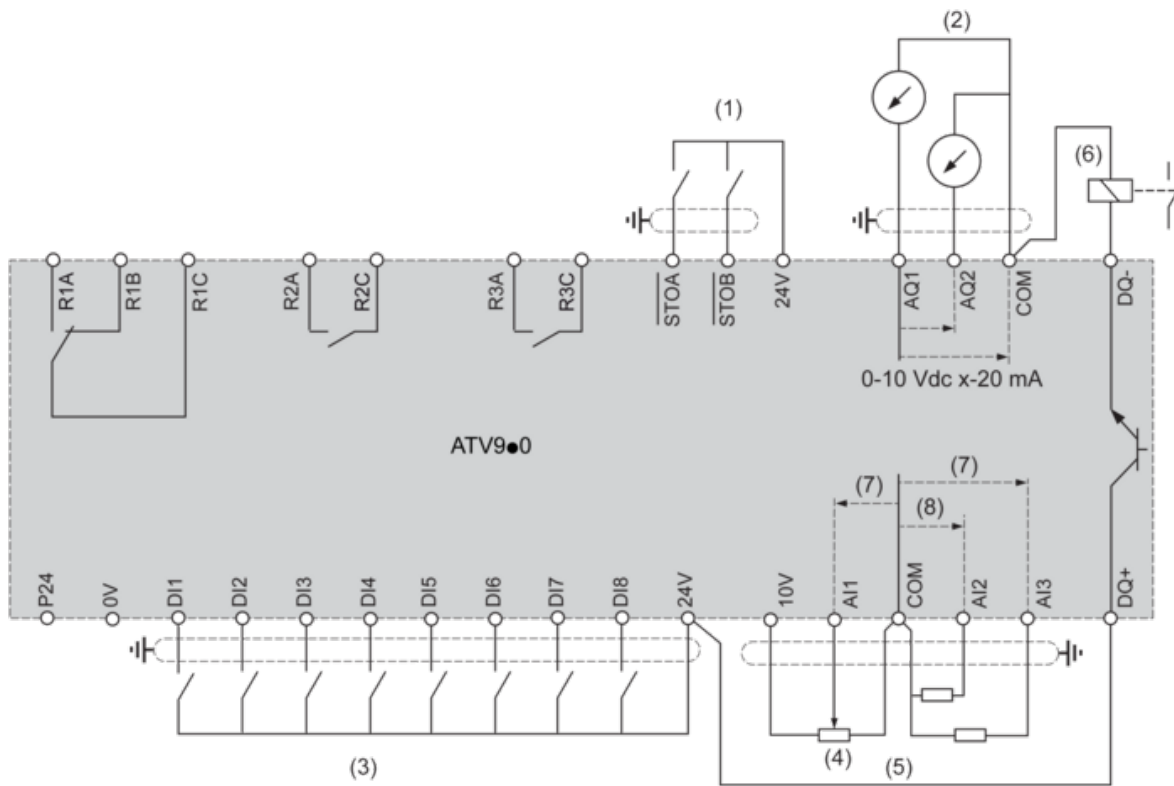 (2)
(1)
(6)
R1A
R1B
R1C
R2A
R2C
R3A
R3C
STOA
STOB
24V
AQ1
AQ2
COM
DQ-
0-10 Vdc x-20 mA
ATV9●0
(7)
(7)
(8)
P24
0V
DI1
DI2
DI3
DI4
DI5
DI6
DI7
DI8
24V
10V
AI1
COM
AI2
AI3
DQ+
(3)
(4)
(5)